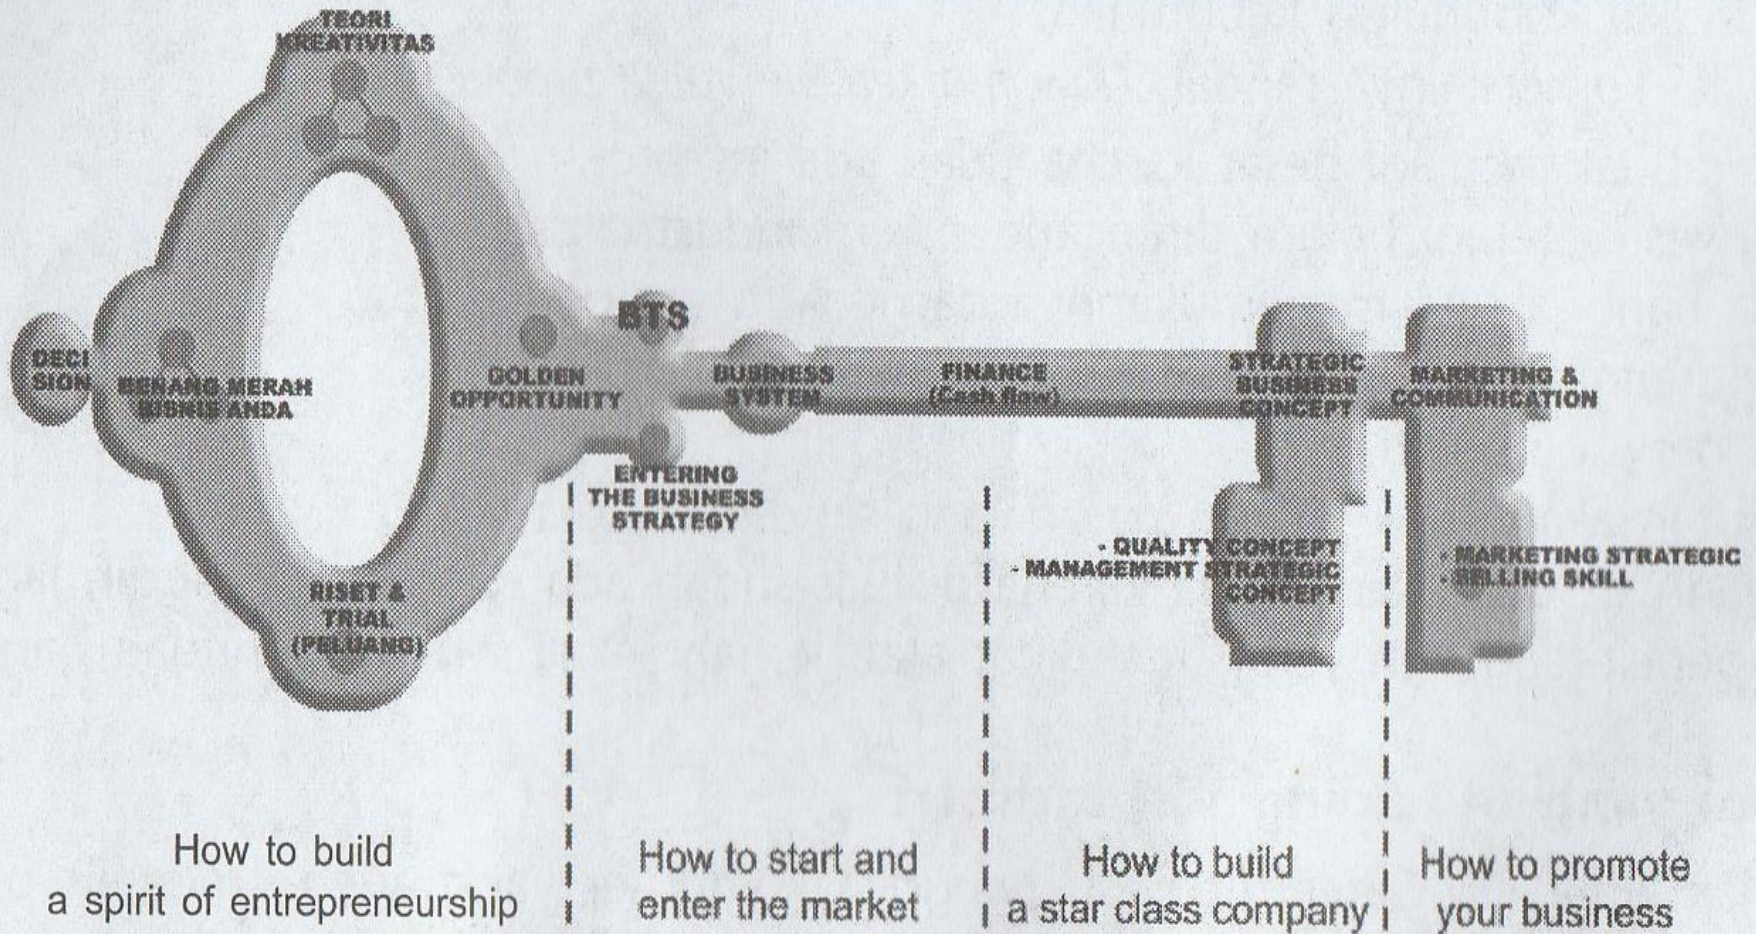 TEORI
KREATIVITAS
DECI
SION
BENANG MERAH
BISNIS ANDA
GOLDEN
OPPORTUNITY
RISET &
TRIAL
(PELUANG)
BTS
ENTERING
THE BUSINESS
STRATEGY
BUSINESS
SYSTEM
FINANCE
(Cash flow)
STRATEGIC
BUSINESS
CONCEPT
- QUALITY CONCEPT
- MANAGEMENT STRATEGIC
CONCEPT
MARKETING &
COMMUNICATION
- MARKETING STRATEGIC
- SELLING SKILL
How to build
a spirit of entrepreneurship
How to start and
enter the market
How to build
a star class company
How to promote
your business